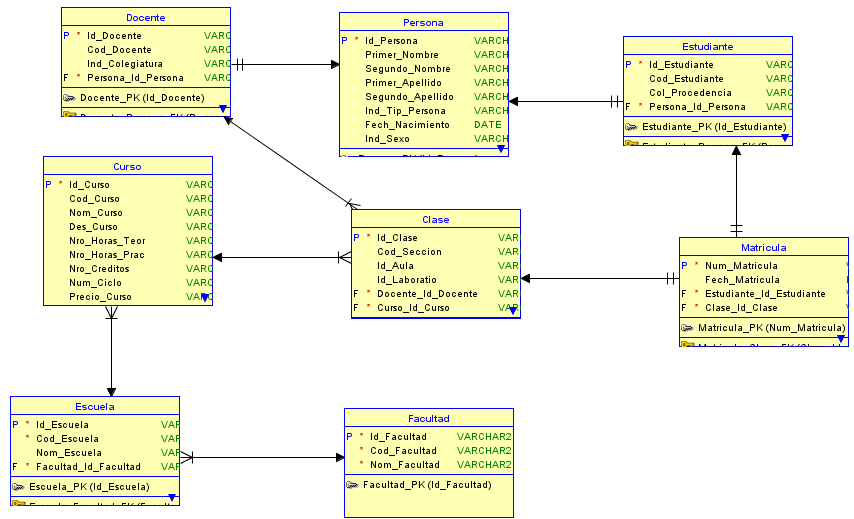 Docente
P * Id_Docente VARC
Cod_Docente VARC
Ind_Colegiatura VARC
F * Persona_Id_Persona VARC
Docente_PK (Id_Docente)
Persona
P * Id_Persona VARCH
Primer_Nombre VARCH
Segundo_Nombre VARCH
Primer_Apellido VARCH
Segundo_Apellido VARCH
Ind_Tip_Persona VARCH
Fech_Nacimiento DATE
Ind_Sexo VARCH
Estudiante
P * Id_Estudiante VARC
Cod_Estudiante VARC
Col_Procedencia VARC
F * Persona_Id_Persona VARC
Estudiante_PK (Id_Estudiante)
Curso
P * Id_Curso VARC
Cod_Curso VARC
Nom_Curso VARC
Des_Curso VARC
Nro_Horas_Teor VARC
Nro_Horas_Prac VARC
Nro_Creditos VARC
Num_Ciclo VARC
Precio_Curso VARC
Clase
P * Id_Clase VAR
Cod_Seccion VAR
Id_Aula VAR
Id_Laboratio VAR
F * Docente_Id_Docente VAR
F * Curso_Id_Curso VAR
Matricula
P * Num_Matricula
Fech_Matricula
F * Estudiante_Id_Estudiante
F * Clase_Id_Clase
Matricula_PK (Num_Matricula)
Escuela
P * Id_Escuela VAR
* Cod_Escuela VAR
Nom_Escuela VAR
F * Facultad_Id_Facultad VAR
Escuela_PK (Id_Escuela)
Facultad
P * Id_Facultad VARCHAR2
* Cod_Facultad VARCHAR2
* Nom_Facultad VARCHAR2
Facultad_PK (Id_Facultad)